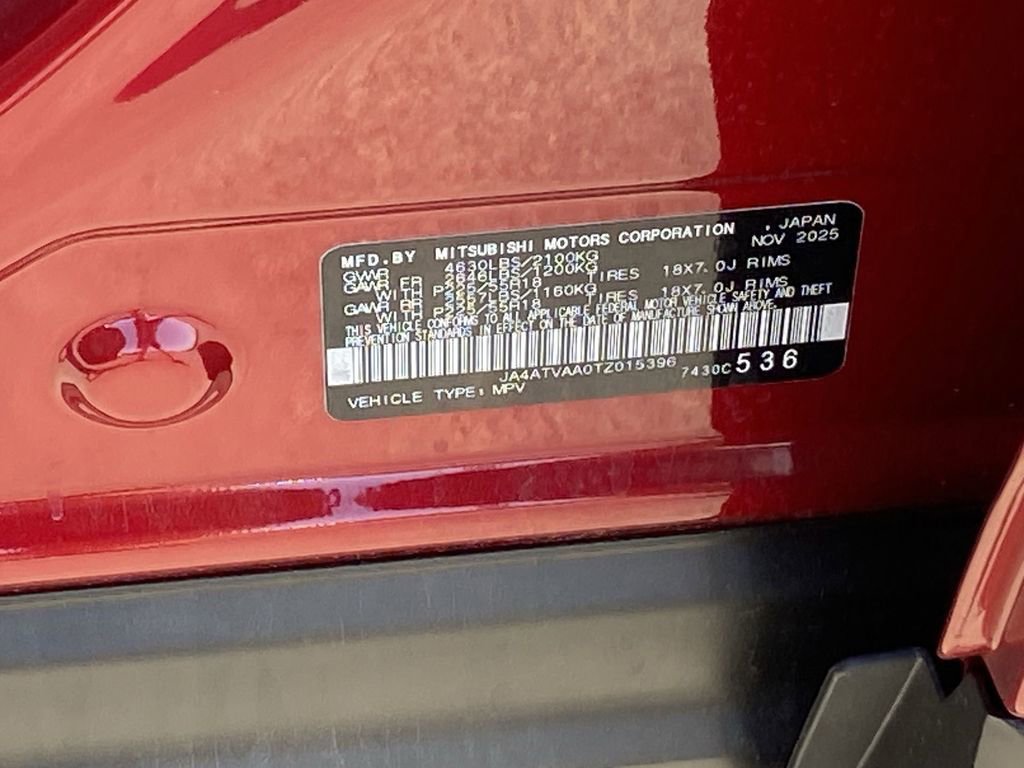 MFD.BY MITSUBISHI MOTORS CORPORATION , JAPAN
NOV 2025
GVWR 4630LBS/2100KG
GAWR FR 2646LBS/1200KG
WITH P225/55R18 TIRES 18X7.0J RIMS
GAWR RR 2557LBS/1160KG
WITH P225/55R18 TIRES 18X7.0J RIMS
THIS VEHICLE CONFORMS TO ALL APPLICABLE FEDERAL MOTOR VEHICLE SAFETY AND THEFT
PREVENTION STANDARDS IN EFFECT ON THE DATE OF MANUFACTURE SHOWN ABOVE.
JA4ATVAA0TZ015396 7430C 536
VEHICLE TYPE: MPV